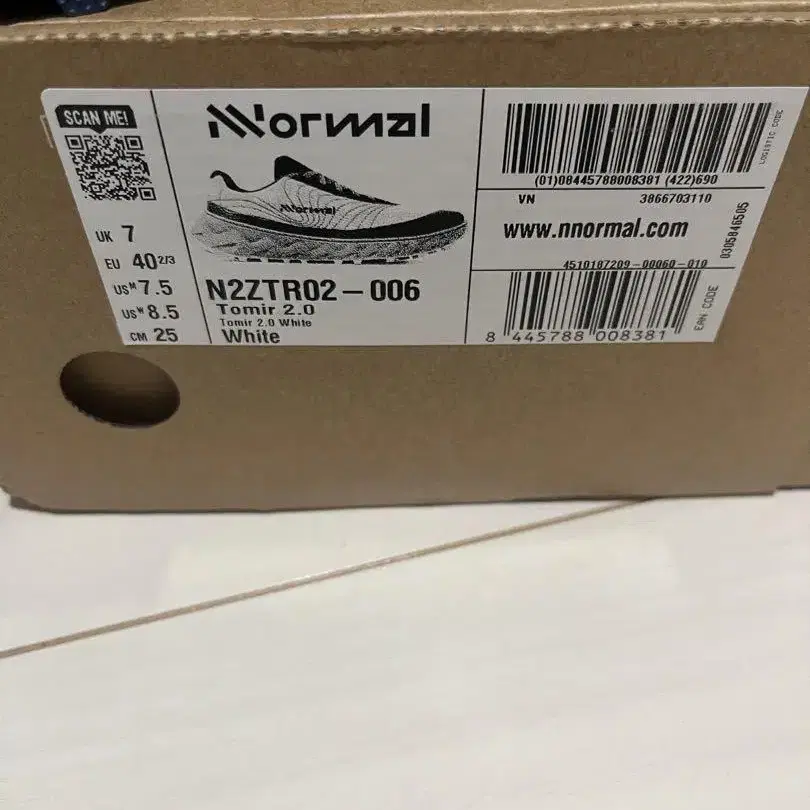 SCAN ME!
UK 7
EU 40 2/3
US M 7.5
US W 8.5
CM 25
NNormal
NNormal
N2ZTR02-006
Tomir 2.0
Tomir 2.0 White
White
(01)08445788008381 (422)690
VN 3866703110
www.nnormal.com
4510187209-00060-010
8 445788 008381
LOGISTIC CODE
0305846505
EAN CODE